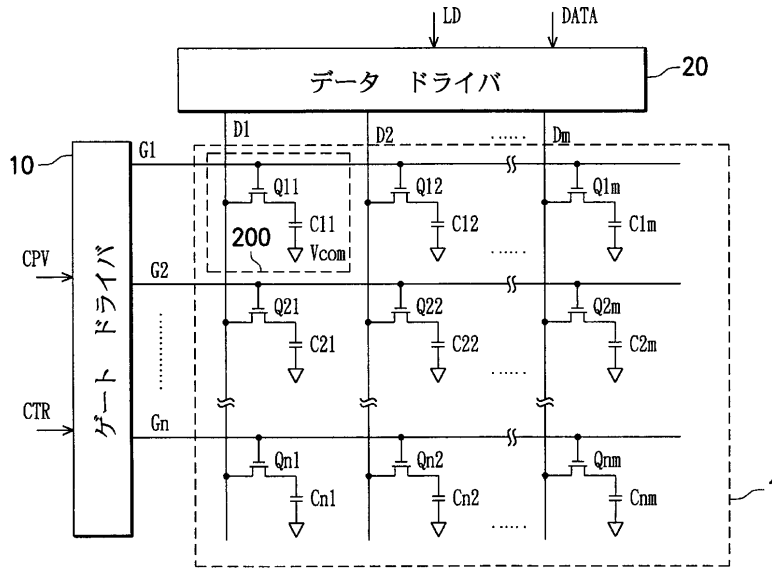 LD DATA
データ ドライバ
20
D1 D2 ..... Dm
10
ゲート ドライバ
CPV
CTR
G1
Q11 Q12 Q1m
C11 C12 C1m
Vcom
200
.....
G2
Q21 Q22 Q2m
C21 C22 C2m
.....
Gn
Qn1 Qn2 Qnm
Cn1 Cn2 Cnm
.....